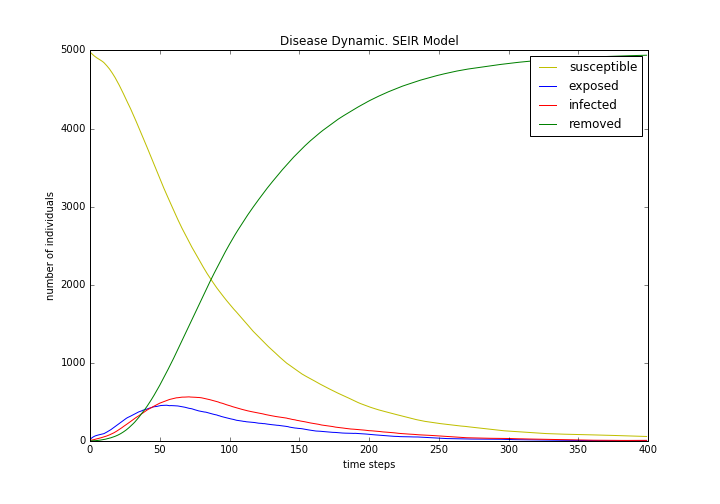 Disease Dynamic. SEIR Model
5000
4000
3000
2000
1000
0
number of individuals
susceptible
exposed
infected
removed
0 50 100 150 200 250 300 350 400
time steps